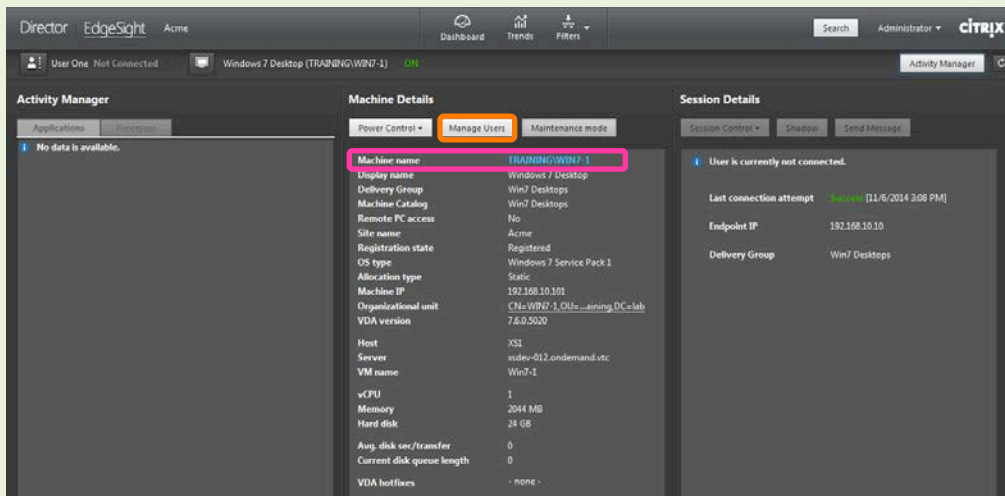 Director EdgeSight Acme
Dashboard Trends Filters
Search Administrator CITRIX
User One Not Connected Windows 7 Desktop (TRAINING\WIN7-1) ON Activity Manager
Activity Manager
Applications Processes
No data is available.
Machine Details
Power Control Manage Users Maintenance mode
Machine name TRAINING\WIN7-1
Display name Windows 7 Desktop
Delivery Group Win7 Desktops
Machine Catalog Win7 Desktops
Remote PC access No
Site name Acme
Registration state Registered
OS type Windows 7 Service Pack 1
Allocation type Static
Machine IP 192.168.10.101
Organizational unit CN=WIN7-1,OU=...aining,DC=lab
VDA version 7.6.0.5020
Host XS1
Server xsdev-012.ondemand.vtc
VM name Win7-1
vCPU 1
Memory 2044 MB
Hard disk 24 GB
Avg. disk sec/transfer 0
Current disk queue length 0
VDA hotfixes - none -
Session Details
Session Control Shadow Send Message
User is currently not connected.
Last connection attempt Success [11/6/2014 3:08 PM]
Endpoint IP 192.168.10.10
Delivery Group Win7 Desktops